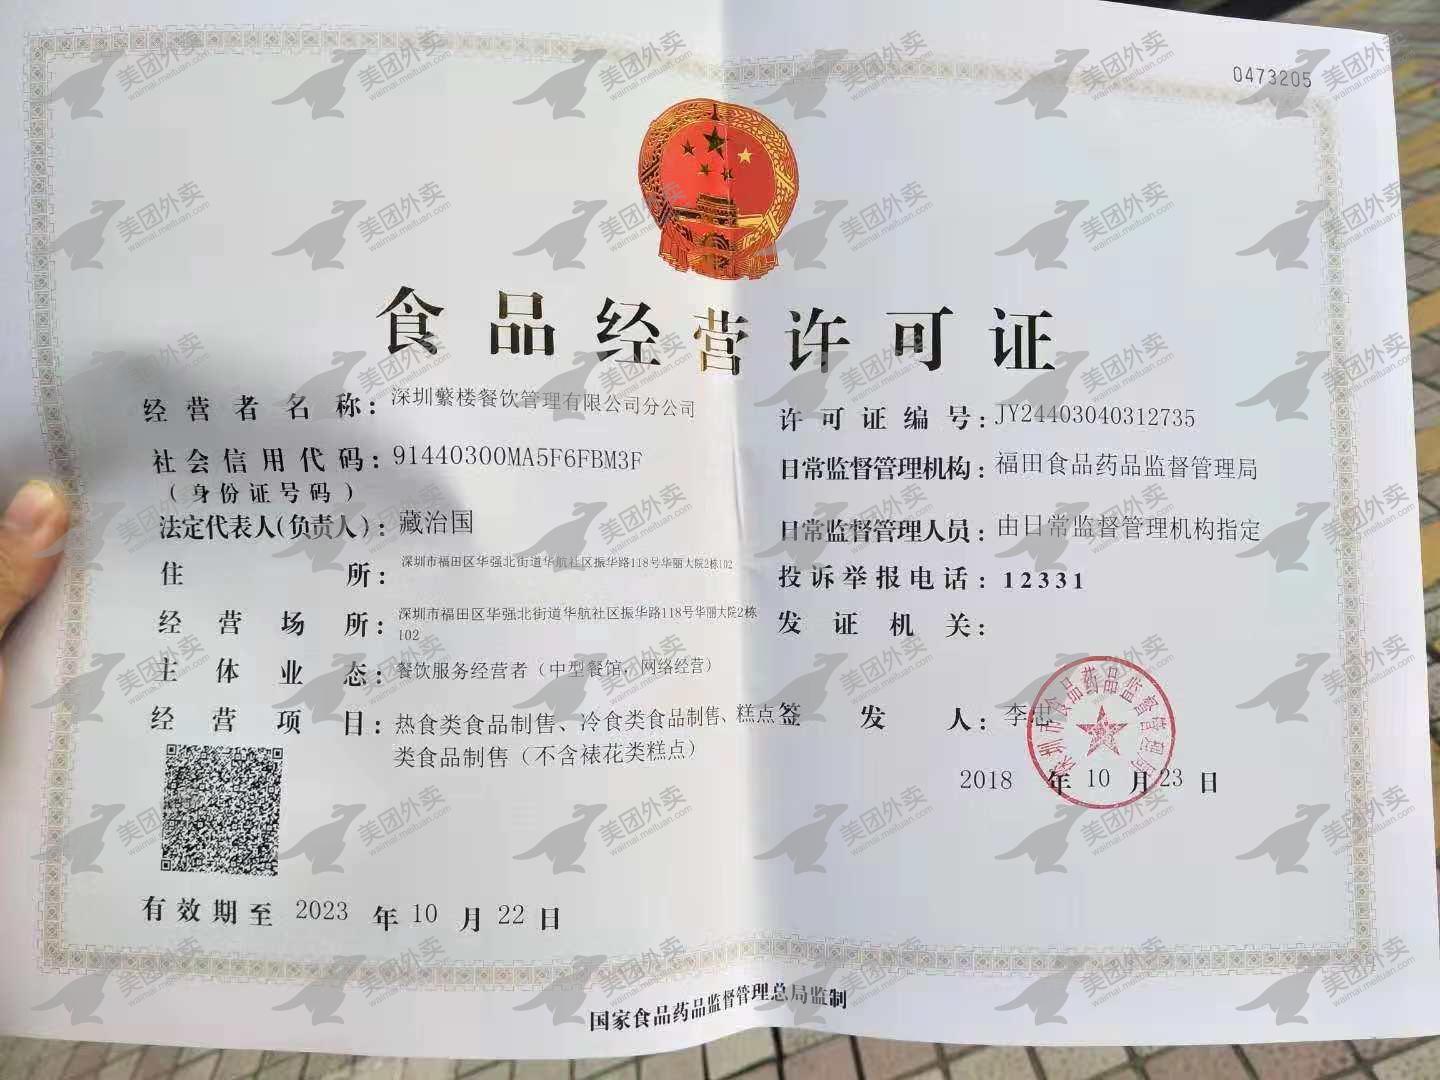 0473205
食品经营许可证
经营者名称：深圳繁楼餐饮管理有限公司分公司
社会信用代码：91440300MA5F6FBM3F
（身份证号码）
法定代表人（负责人）：藏治国
住所：深圳市福田区华强北街道华航社区振华路118号华丽大院2栋102
经营场所：深圳市福田区华强北街道华航社区振华路118号华丽大院2栋
102
主体业态：餐饮服务经营者（中型餐馆，网络经营）
经营项目：热食类食品制售、冷食类食品制售、糕点
类食品制售（不含裱花类糕点）
有效期至 2023 年 10 月 22 日
许可证编号：JY24403040312735
日常监督管理机构：福田食品药品监督管理局
日常监督管理人员：由日常监督管理机构指定
投诉举报电话：12331
发证机关：
签发人：李忠
深圳市食品药品监督管理局
2018 年 10 月 23 日
国家食品药品监督管理总局监制
美团外卖
waimai.meituan.com